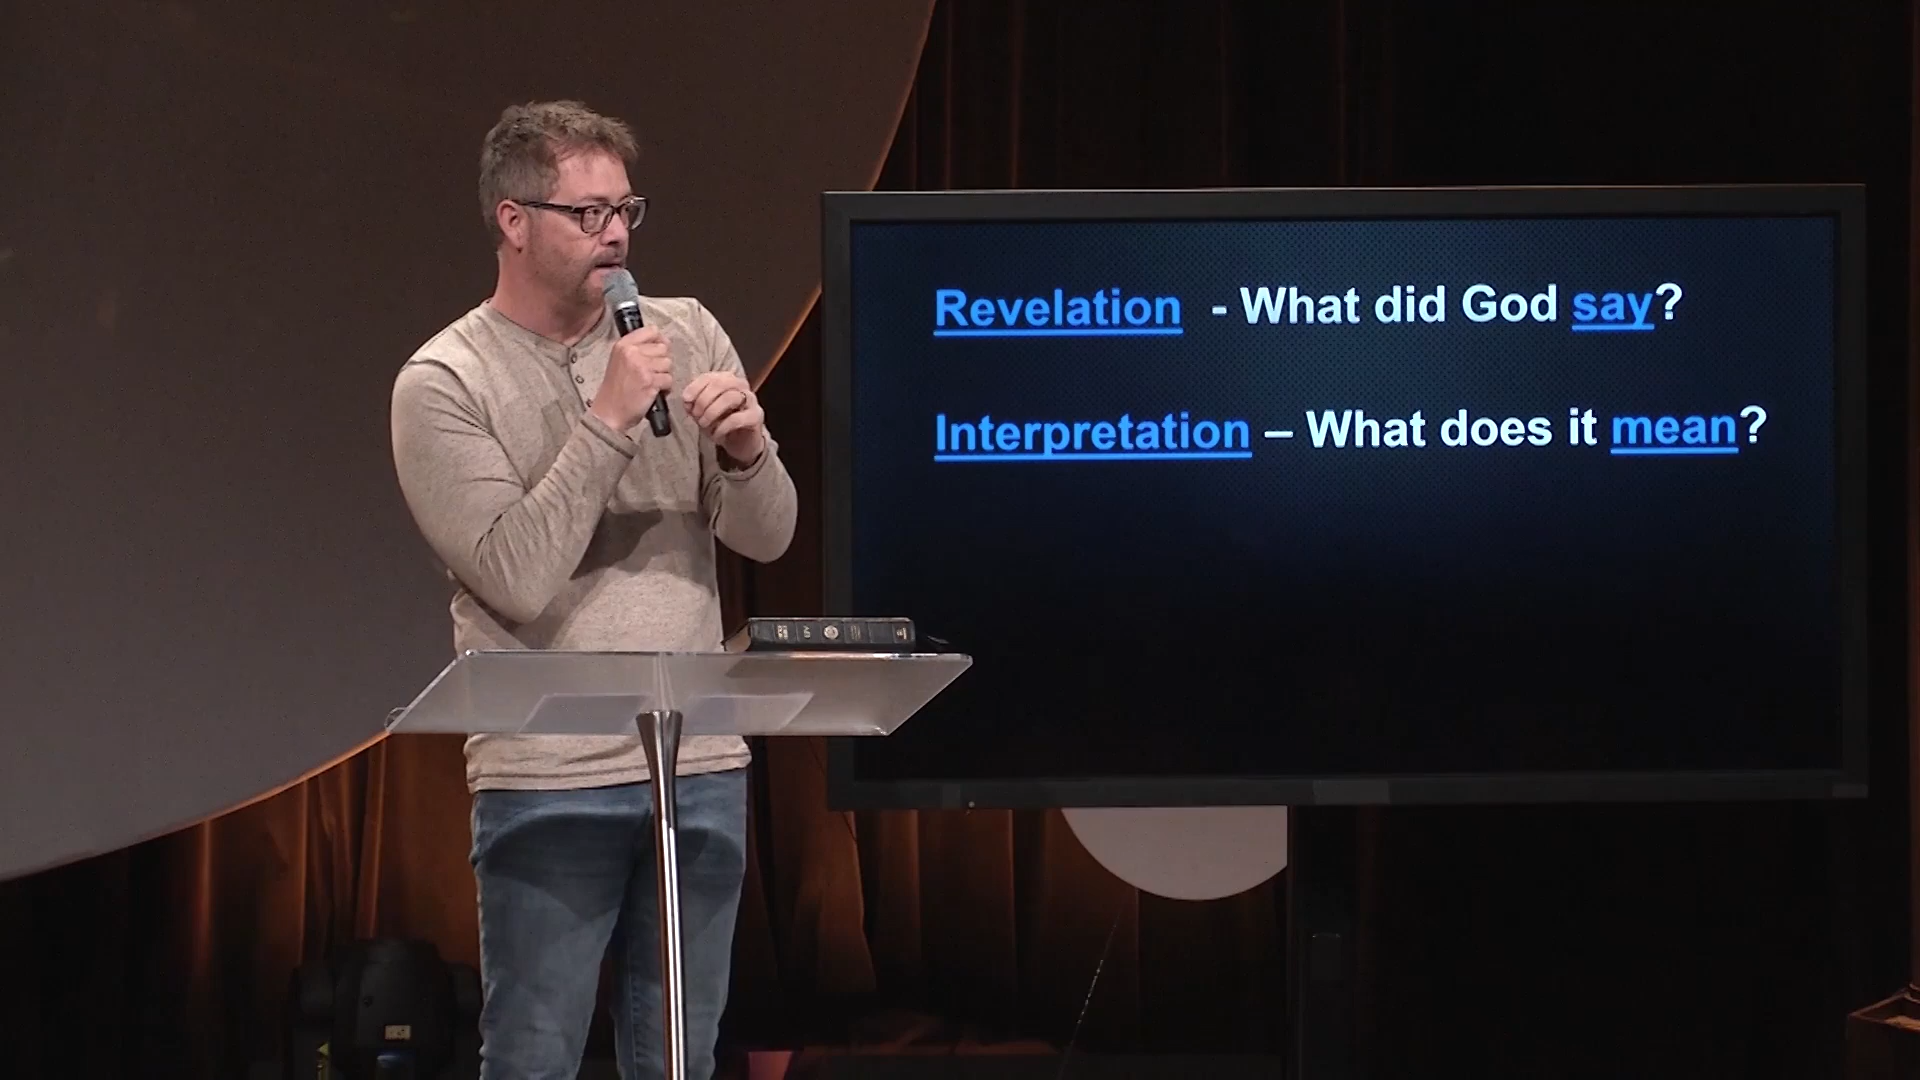 Revelation - What did God say?
Interpretation – What does it mean?